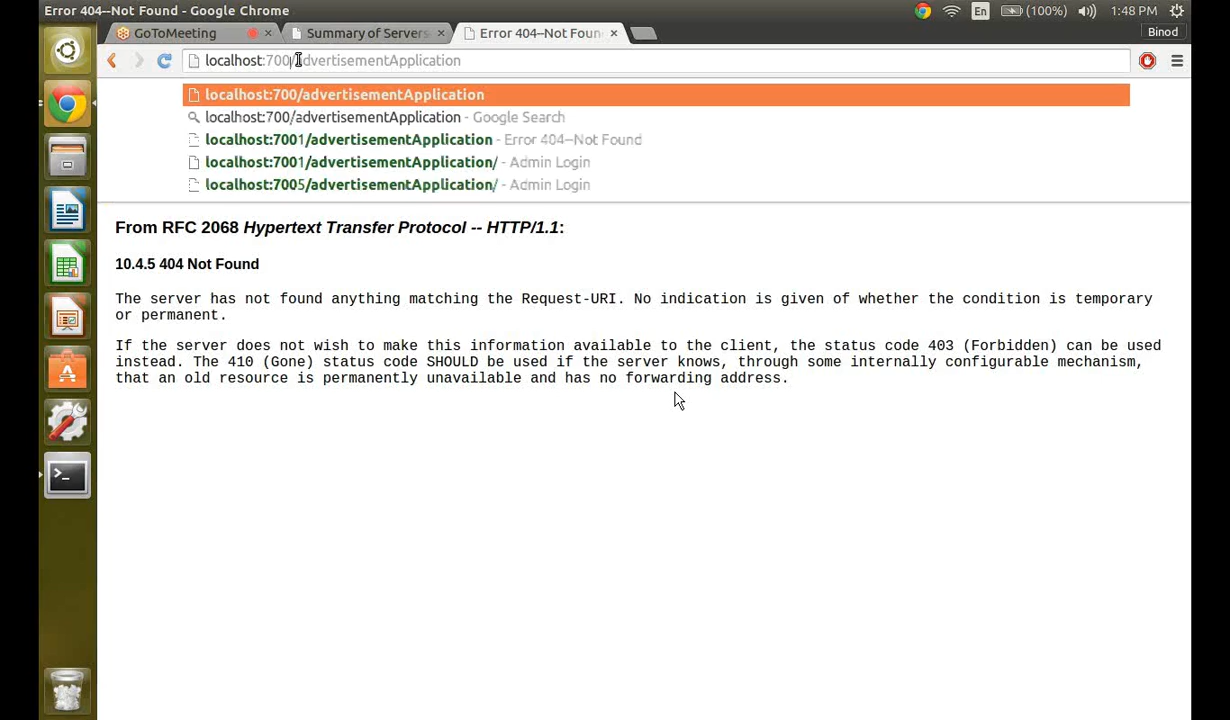 Error 404--Not Found - Google Chrome
En
(100%)
1:48 PM
GoToMeeting
Summary of Servers
Error 404--Not Foun
Binod
localhost:700/advertisementApplication
localhost:700/advertisementApplication
localhost:700/advertisementApplication - Google Search
localhost:7001/advertisementApplication - Error 404--Not Found
localhost:7001/advertisementApplication/ - Admin Login
localhost:7005/advertisementApplication/ - Admin Login
From RFC 2068 Hypertext Transfer Protocol -- HTTP/1.1:
10.4.5 404 Not Found
The server has not found anything matching the Request-URI. No indication is given of whether the condition is temporary
or permanent.
If the server does not wish to make this information available to the client, the status code 403 (Forbidden) can be used
instead. The 410 (Gone) status code SHOULD be used if the server knows, through some internally configurable mechanism,
that an old resource is permanently unavailable and has no forwarding address.